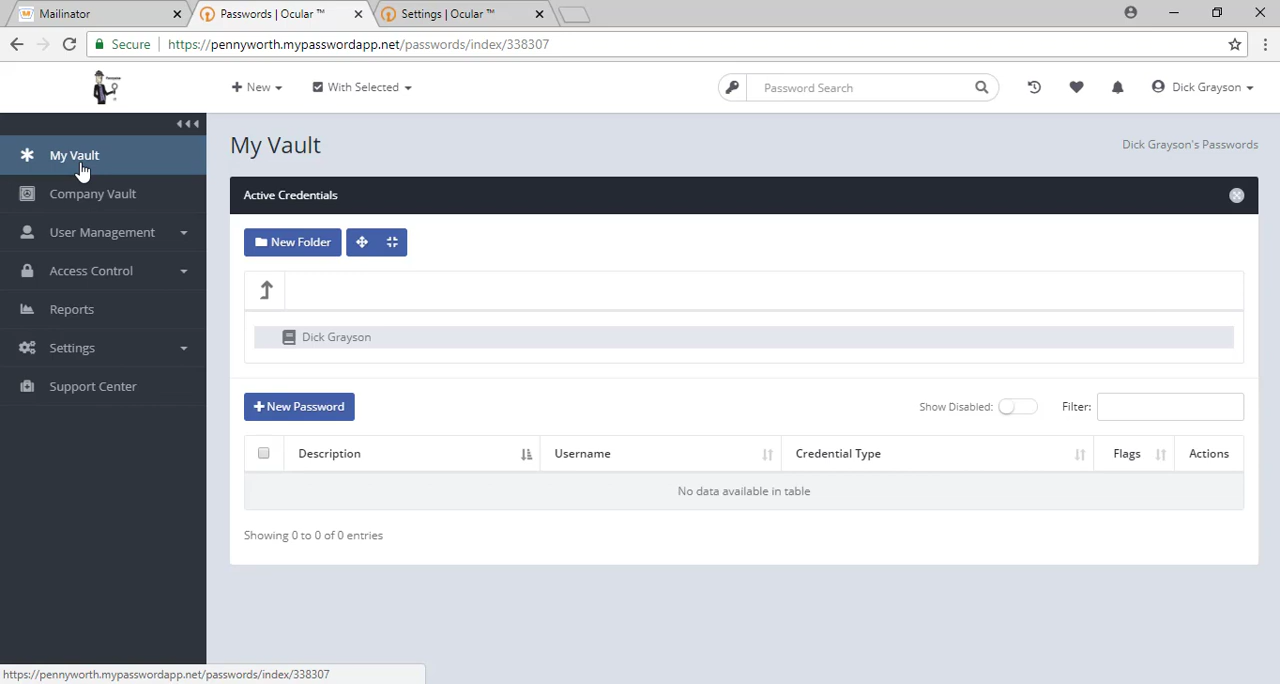 Mailinator
Passwords | Ocular ™
Settings | Ocular ™
Secure
https://pennyworth.mypasswordapp.net/passwords/index/338307
New
With Selected
Password Search
Dick Grayson
My Vault
Company Vault
User Management
Access Control
Reports
Settings
Support Center
My Vault
Dick Grayson's Passwords
Active Credentials
New Folder
Dick Grayson
New Password
Show Disabled:
Filter:
Description
Username
Credential Type
Flags
Actions
No data available in table
Showing 0 to 0 of 0 entries
https://pennyworth.mypasswordapp.net/passwords/index/338307